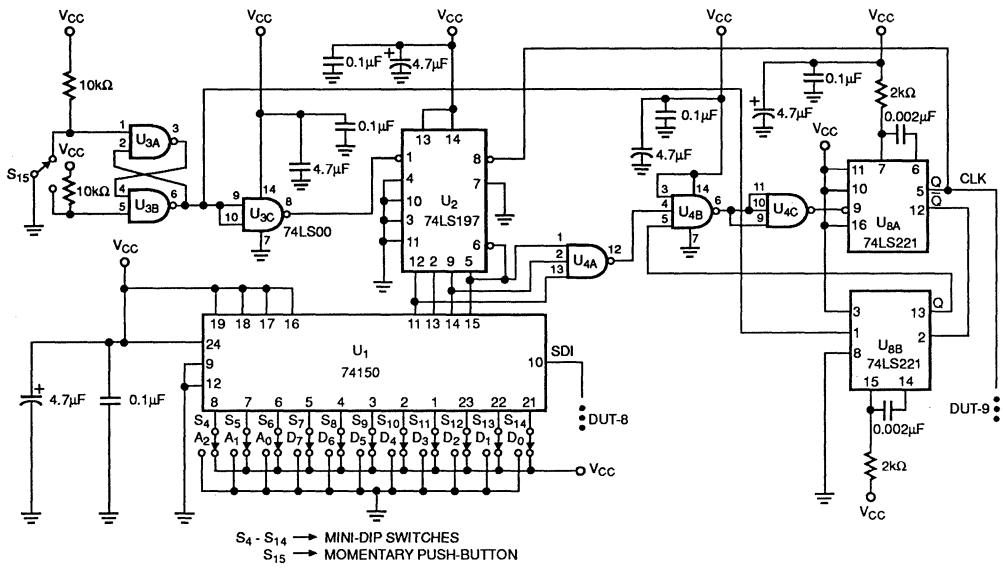 VCC VCC VCC VCC VCC
0.1µF 4.7µF
10kΩ
0.1µF
4.7µF
2kΩ
0.002µF
1 2 U3A 3
S15
VCC
10kΩ
4 5 U3B 6
0.1µF
4.7µF
9 10 U3C 14 8 7
74LS00
0.1µF
4.7µF
13 14
1 4 10 3 11
8 7 6
U2
74LS197
12 2 9 5
1 2 13 U4A 12
3 4 5 U4B 14 6 7
11 10 9 U4C
VCC
7 6
11 10 9 16
Q 5 CLK
Q 12
U8A
74LS221
VCC
3 1 8
13 Q
2
U8B
74LS221
15 14
0.002µF
2kΩ
VCC
DUT-9
19 18 17 16 11 13 14 15
24 9 12
U1
74150
10 SDI
DUT-8
4.7µF 0.1µF
8 7 6 5 4 3 2 1 23 22 21
S4 S5 S6 S7 S8 S9 S10 S11 S12 S13 S14
A2 A1 A0 D7 D6 D5 D4 D3 D2 D1 D0
VCC
S4 - S14 → MINI-DIP SWITCHES
S15 → MOMENTARY PUSH-BUTTON